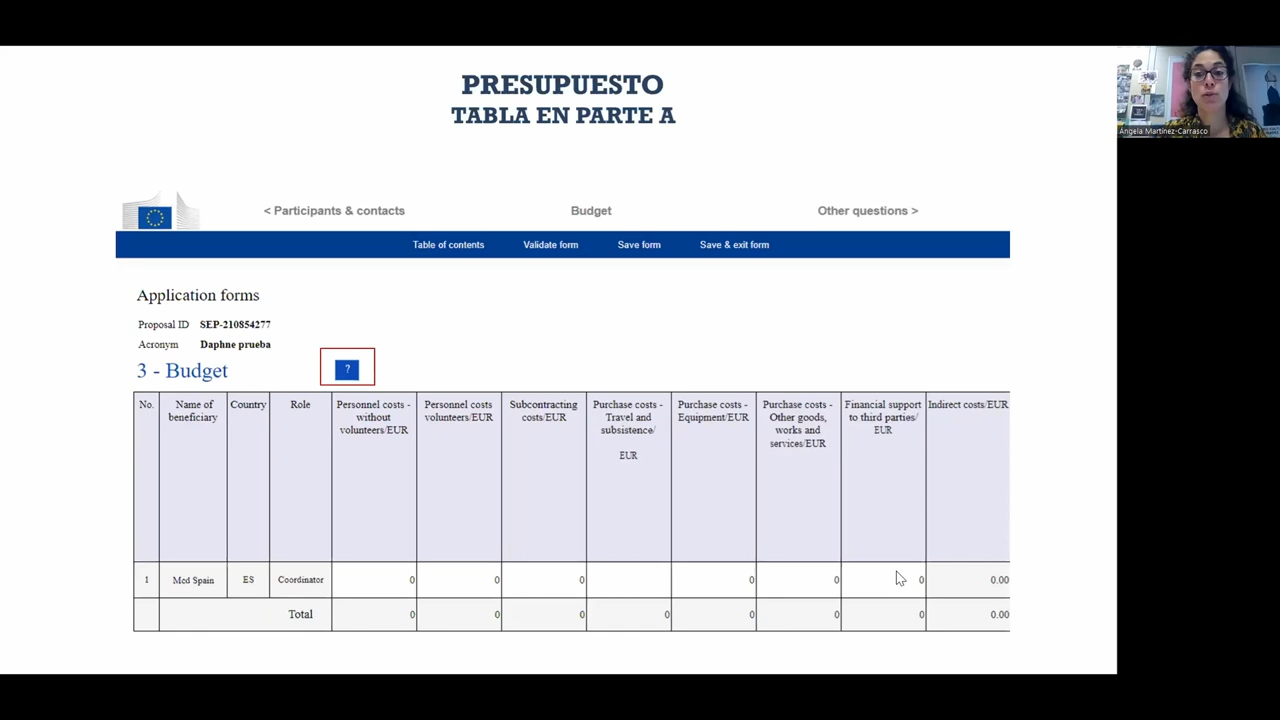 PRESUPUESTO
TABLA EN PARTE A
Ángela Martínez-Carrasco
< Participants & contacts
Budget
Other questions >
Table of contents
Validate form
Save form
Save & exit form
Application forms
Proposal ID SEP-210854277
Acronym Daphne prueba
3 - Budget
?
No.
Name of
beneficiary
Country
Role
Personnel costs -
without
volunteers/EUR
Personnel costs
volunteers/EUR
Subcontracting
costs/EUR
Purchase costs -
Travel and
subsistence/
EUR
Purchase costs -
Equipment/EUR
Purchase costs -
Other goods,
works and
services/EUR
Financial support
to third parties/
EUR
Indirect costs/EUR
1 Mcd Spain ES Coordinator 0 0 0 0 0 0 0.00
Total 0 0 0 0 0 0 0 0.00